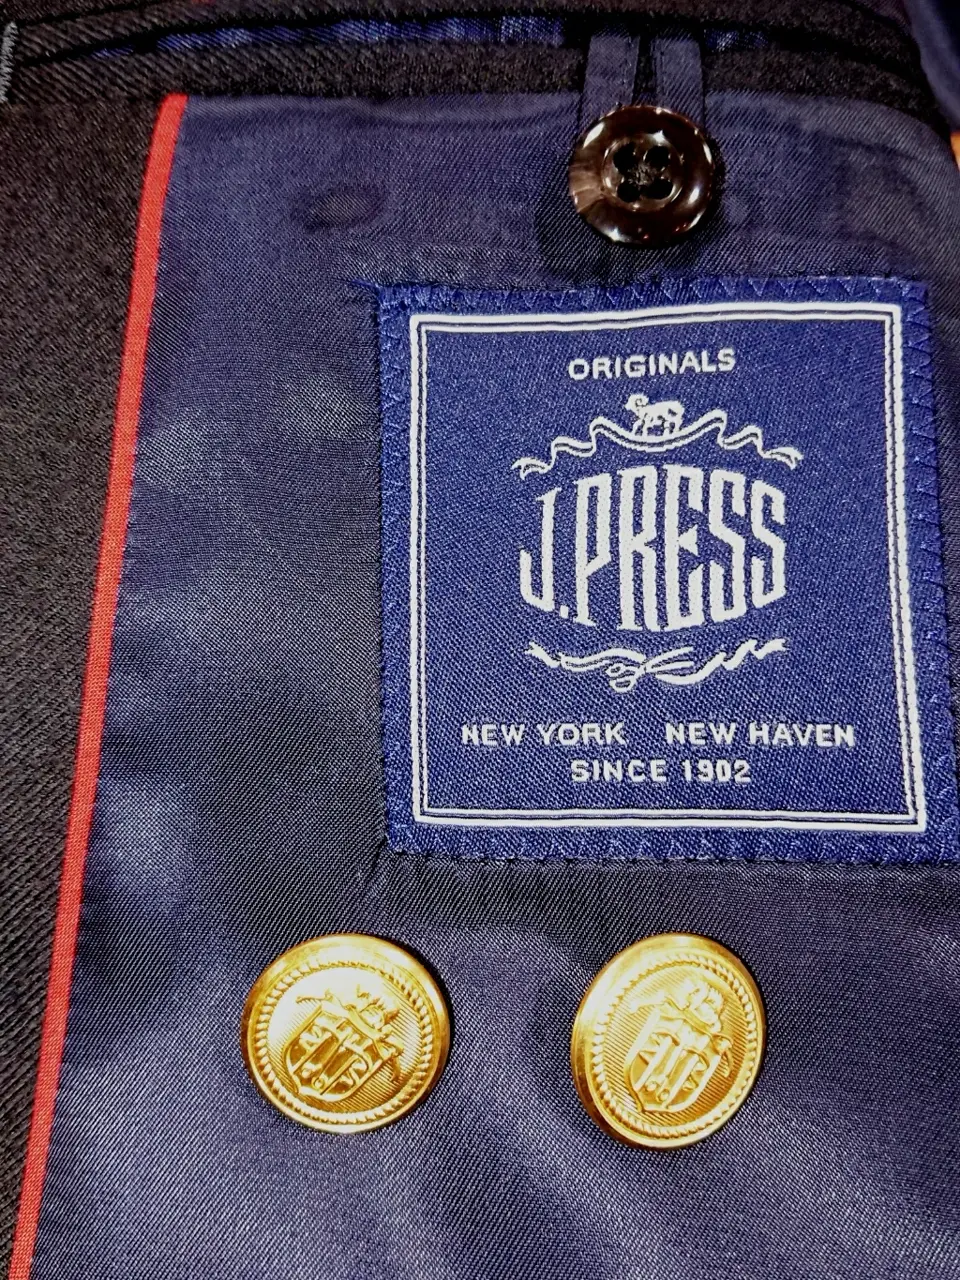 ORIGINALS
J.PRESS
NEW YORK NEW HAVEN
SINCE 1902